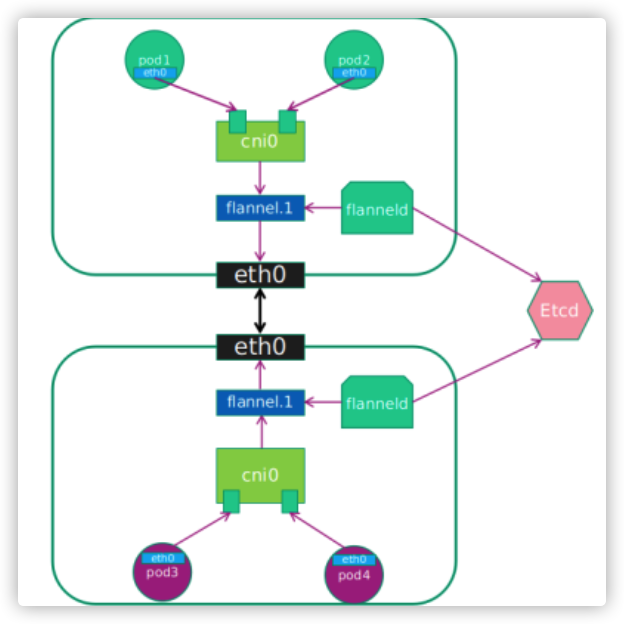 pod1
eth0
pod2
eth0
cni0
flannel.1
flanneld
eth0
Etcd
eth0
flannel.1
flanneld
cni0
eth0
pod3
eth0
pod4